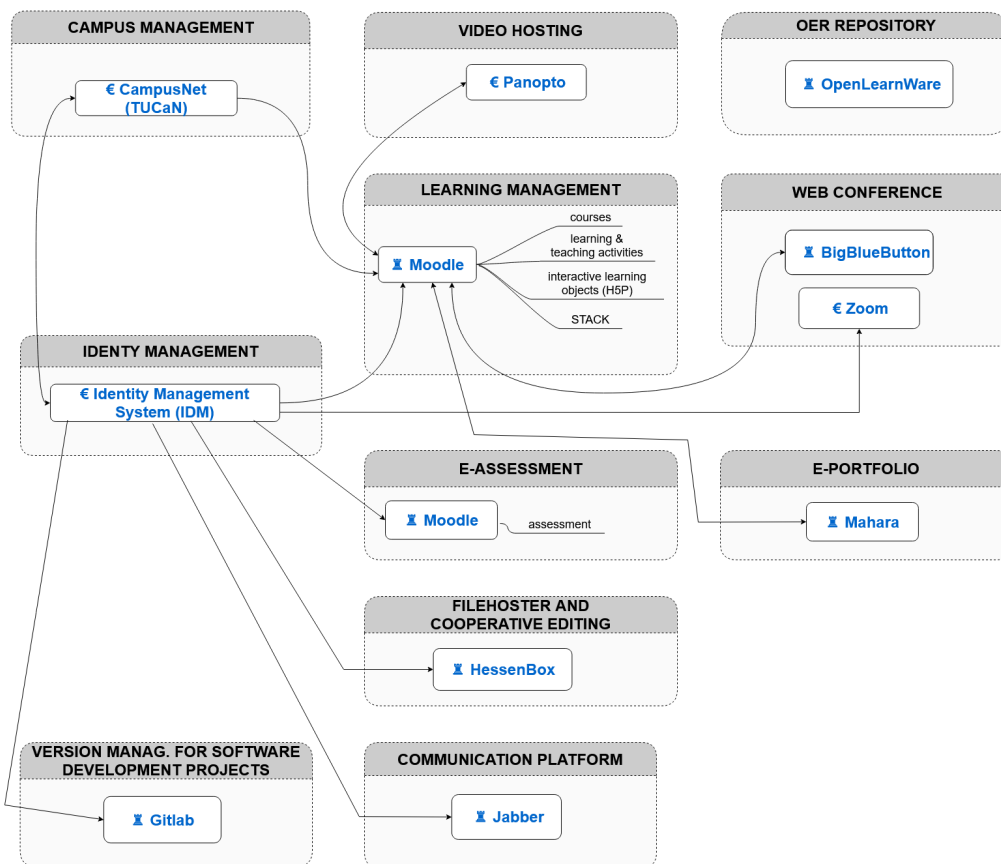 CAMPUS MANAGEMENT
€ CampusNet
(TUCaN)
VIDEO HOSTING
€ Panopto
OER REPOSITORY
♜ OpenLearnWare
LEARNING MANAGEMENT
♜ Moodle
courses
learning &
teaching activities
interactive learning
objects (H5P)
STACK
WEB CONFERENCE
♜ BigBlueButton
€ Zoom
IDENTY MANAGEMENT
€ Identity Management
System (IDM)
E-ASSESSMENT
♜ Moodle
assessment
E-PORTFOLIO
♜ Mahara
FILEHOSTER AND
COOPERATIVE EDITING
♜ HessenBox
VERSION MANAG. FOR SOFTWARE
DEVELOPMENT PROJECTS
♜ Gitlab
COMMUNICATION PLATFORM
♜ Jabber